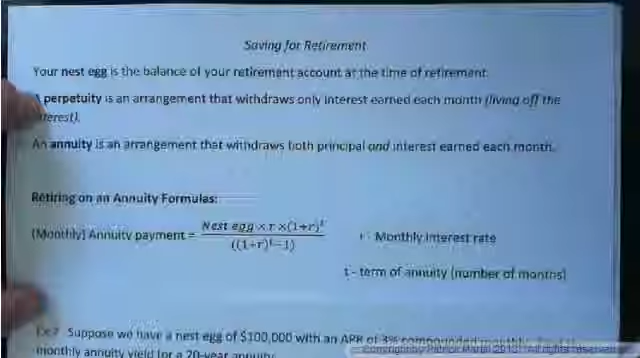 Saving for Retirement
Your nest egg is the balance of your retirement account at the time of retirement.
perpetuity is an arrangement that withdraws only interest earned each month (living off the
terest).
An annuity is an arrangement that withdraws both principal and interest earned each month.
Retiring on an Annuity Formulas:
(Monthly) Annuity payment = Nest egg × r ×(1+r)^t / ((1+r)^t−1)
r - Monthly interest rate
t - term of annuity (number of months)
Ex2 Suppose we have a nest egg of $100,000 with an APR of 3% compounded monthly.
monthly annuity yield for a 20-year annuity